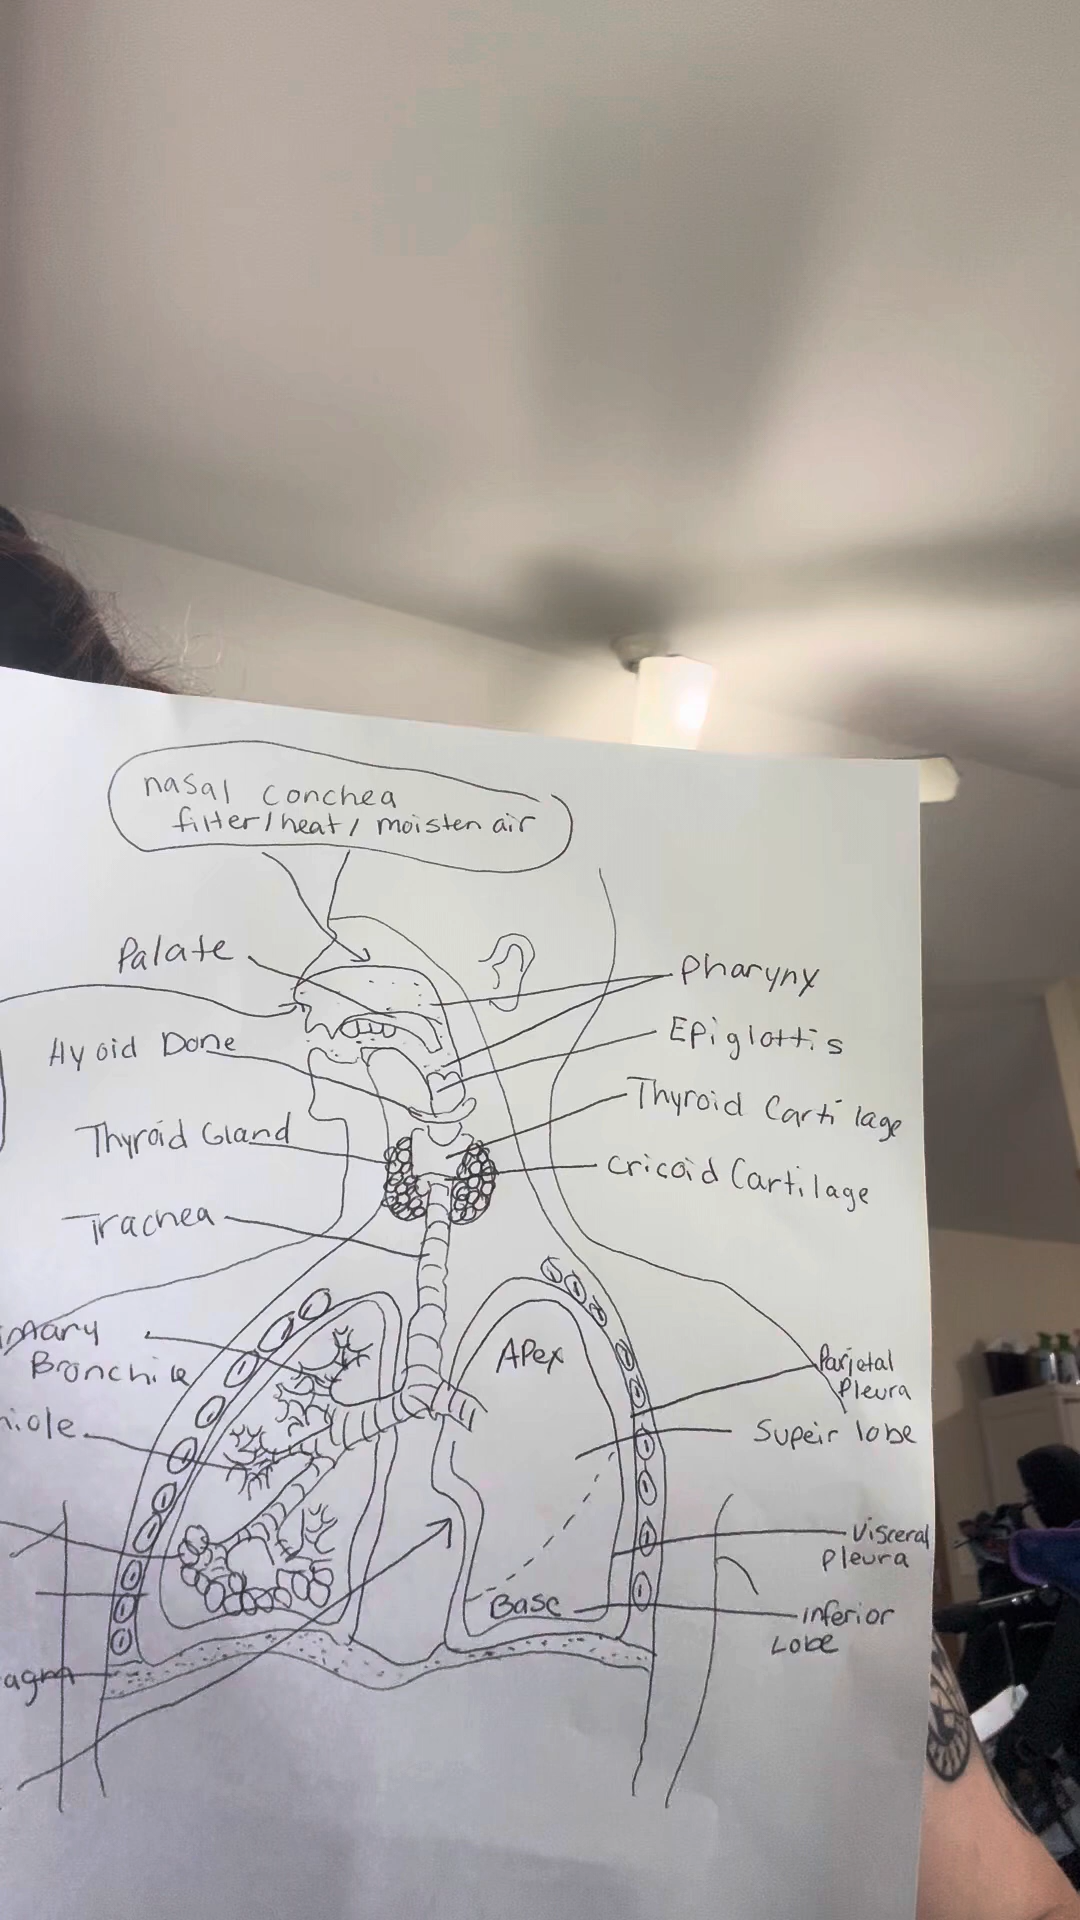 nasal conchea
filter/heat/moisten air
Palate
Pharyny
Hyoid Done
Epiglottis
Thyroid Gland
Thyroid Cartilage
Cricoid Cartilage
Trachea
Bronchile
Apex
Parietal
Pleura
Supeir lobe
Visceral
Pleura
Base
inferior
Lobe